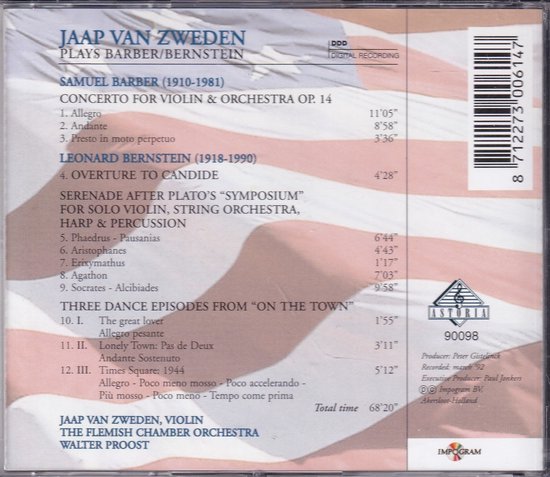 JAAP VAN ZWEDEN
PLAYS BARBER/BERNSTEIN
DDD
DIGITAL RECORDING
SAMUEL BARBER (1910-1981)
CONCERTO FOR VIOLIN & ORCHESTRA OP. 14
1. Allegro 11'05"
2. Andante 8'58"
3. Presto in moto perpetuo 3'36"
LEONARD BERNSTEIN (1918-1990)
4. OVERTURE TO CANDIDE 4'28"
SERENADE AFTER PLATO'S "SYMPOSIUM"
FOR SOLO VIOLIN, STRING ORCHESTRA,
HARP & PERCUSSION
5. Phaedrus - Pausanias 6'44"
6. Aristophanes 4'43"
7. Erixymathus 1'17"
8. Agathon 7'03"
9. Socrates - Alcibiades 9'58"
THREE DANCE EPISODES FROM "ON THE TOWN"
10. I. The great lover 1'55"
Allegro pesante
11. II. Lonely Town: Pas de Deux 3'11"
Andante Sostenuto
12. III. Times Square: 1944 5'12"
Allegro - Poco meno mosso - Poco accelerando -
Più mosso - Poco meno - Tempo come prima
Total time 68'20"
JAAP VAN ZWEDEN, VIOLIN
THE FLEMISH CHAMBER ORCHESTRA
WALTER PROOST
8 712273 006147
ASTORIA
90098
Producer: Peter Gistelinck
Recorded: march '92
Executive Producer: Paul Jonkers
Ⓟ© Impogram BV.
Akersloot-Holland
IMPOGRAM